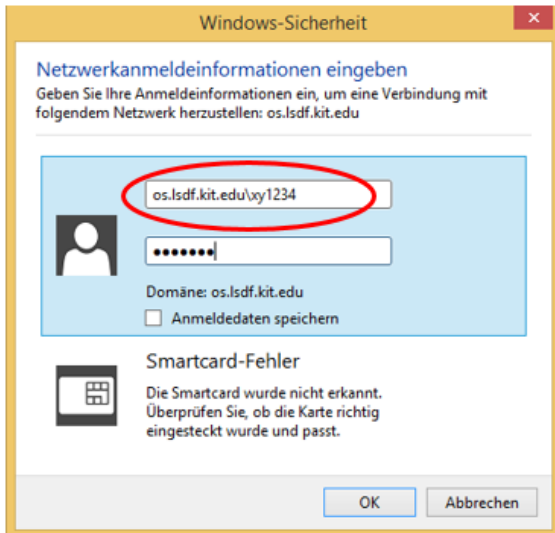 Windows-Sicherheit
Netzwerkanmeldeinformationen eingeben
Geben Sie Ihre Anmeldeinformationen ein, um eine Verbindung mit
folgendem Netzwerk herzustellen: os.lsdf.kit.edu
os.lsdf.kit.edu\xy1234
•••••••
Domäne: os.lsdf.kit.edu
Anmeldedaten speichern
Smartcard-Fehler
Die Smartcard wurde nicht erkannt.
Überprüfen Sie, ob die Karte richtig
eingesteckt wurde und passt.
OK
Abbrechen